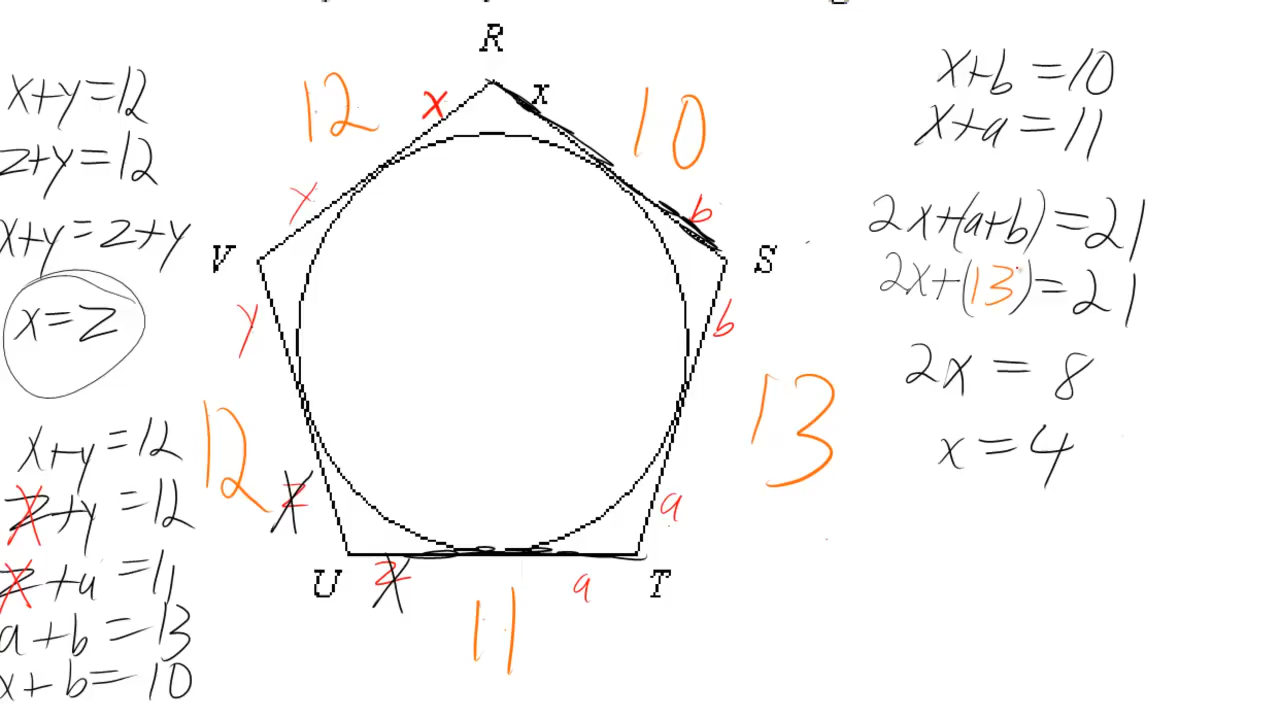 R
x+y=12
z+y=12
x+y=z+y
x=z
x+y=12
z+y=12
z+a=11
a+b=13
x+b=10
12
x
x
10
y
b
V
S
y
b
12
13
x
a
U
x
a
T
11
x+b=10
x+a=11
2x+(a+b)=21
2x+(13)=21
2x=8
x=4